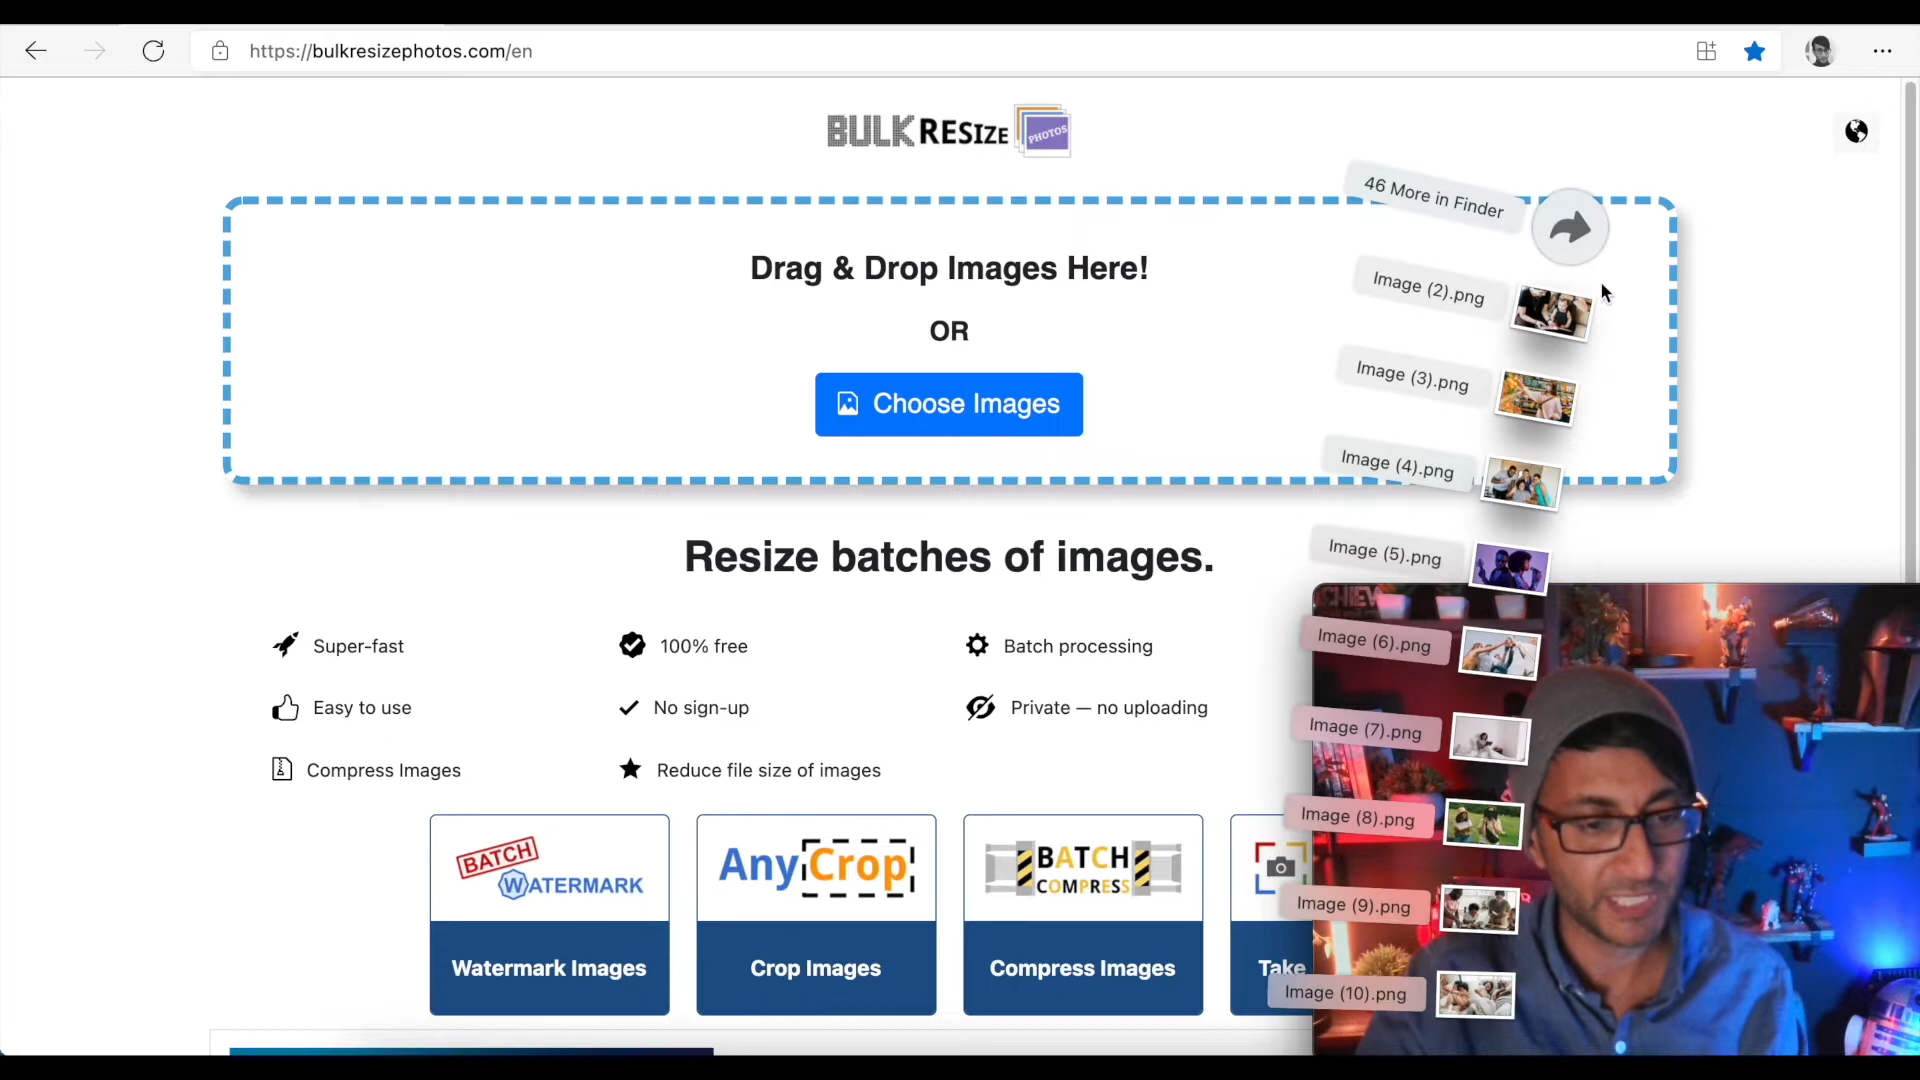 https://bulkresizephotos.com/en
BULK RESIZE PHOTOS
46 More in Finder
Drag & Drop Images Here!
Image (2).png
OR
Image (3).png
Choose Images
Image (4).png
Resize batches of images.
Image (5).png
Super-fast
100% free
Batch processing
Image (6).png
Easy to use
No sign-up
Private — no uploading
Image (7).png
Compress Images
Reduce file size of images
Image (8).png
BATCH
WATERMARK
AnyCrop
BATCH
COMPRESS
Image (9).png
Watermark Images
Crop Images
Compress Images
Take
Image (10).png